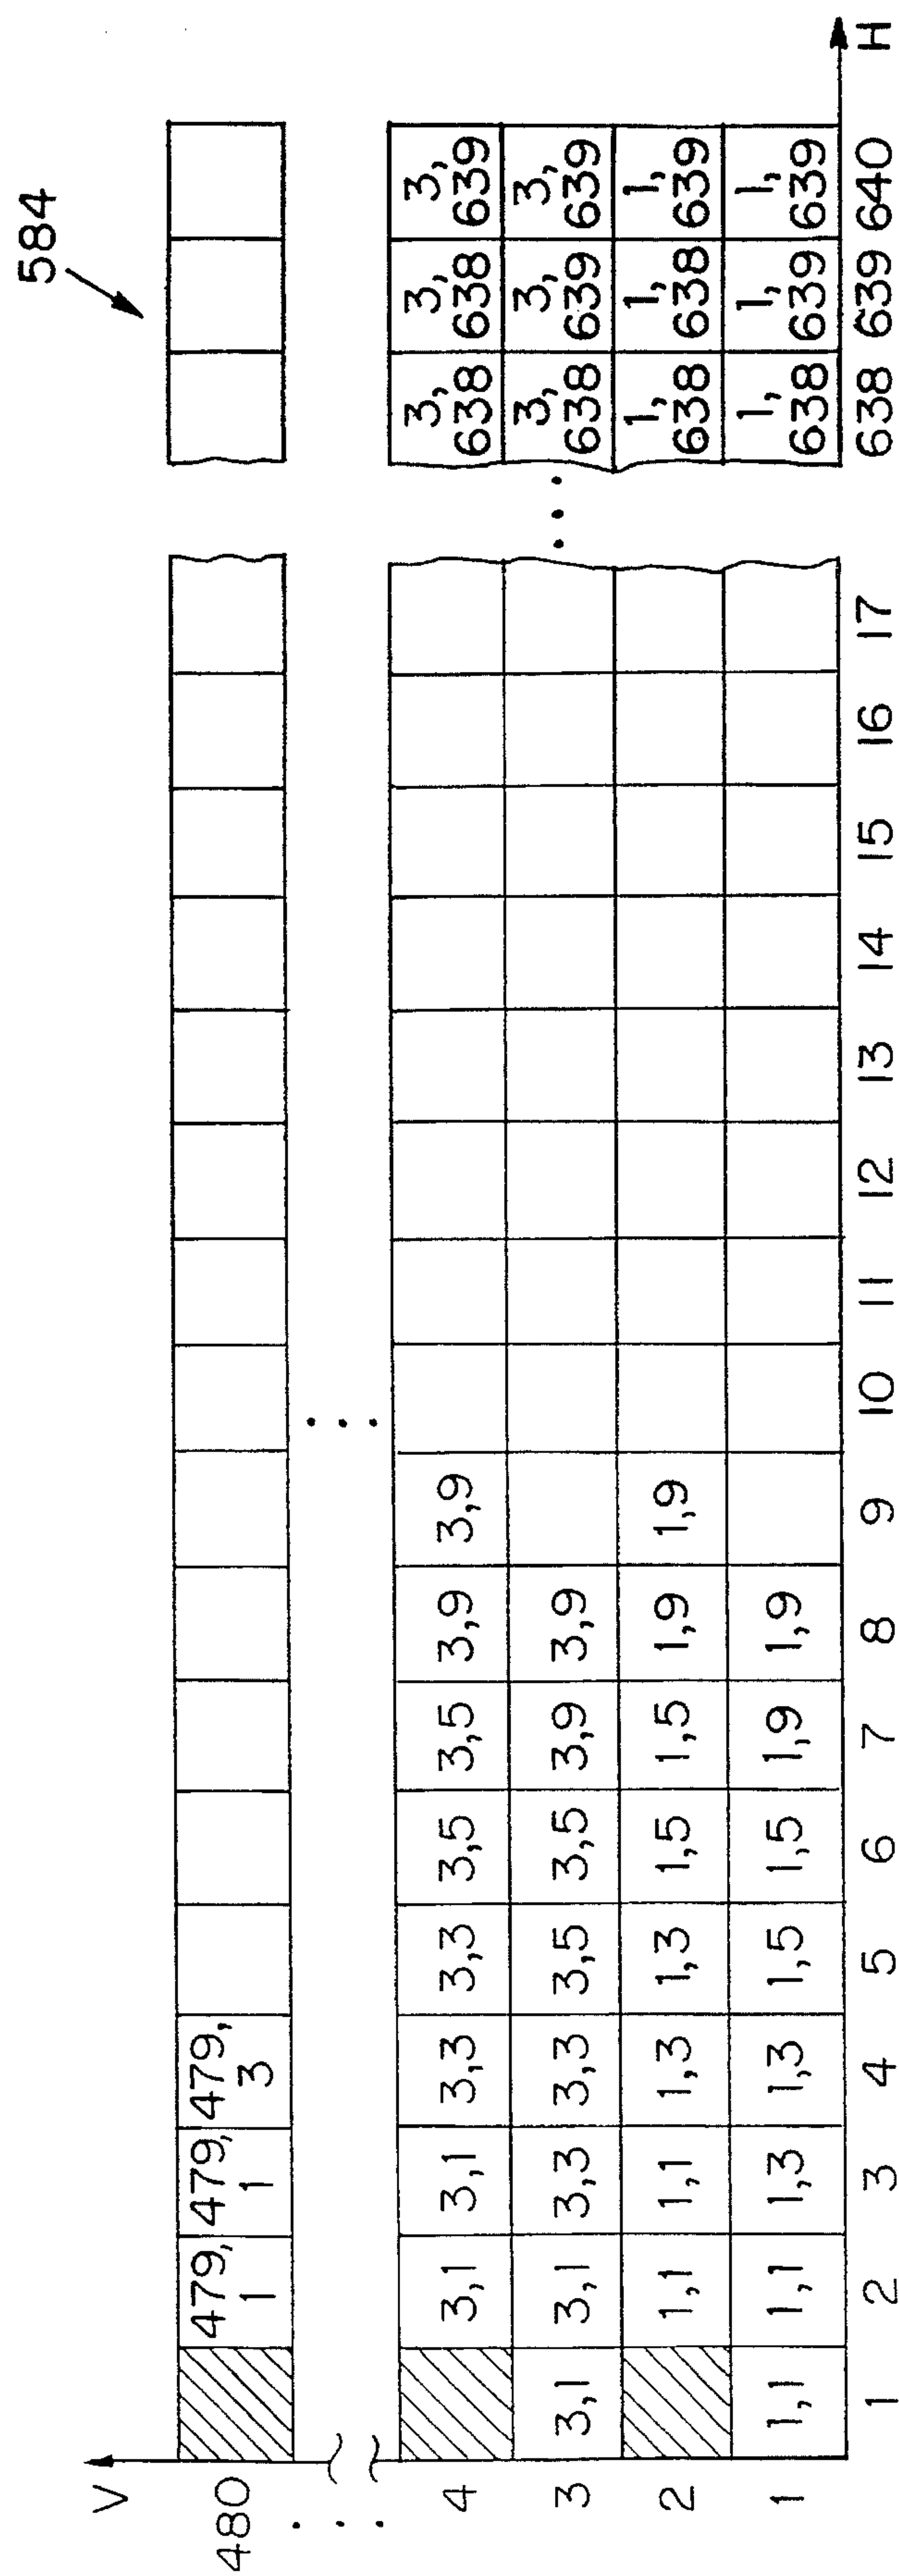 584
V
479, 479, 479,
480 1 1 3
3, 3, 3,
4 3,1 3,1 3,3 3,3 3,5 3,5 3,9 3,9 638 638 639
3, 3, 3,
3 3,1 3,1 3,3 3,3 3,5 3,5 3,9 3,9 638 639 639
1, 1, 1,
2 1,1 1,1 1,3 1,3 1,5 1,5 1,9 1,9 638 638 639
1, 1, 1,
1 1,1 1,1 1,3 1,3 1,5 1,5 1,9 1,9 638 639 639
1 2 3 4 5 6 7 8 9 10 11 12 13 14 15 16 17 638 639 640 H